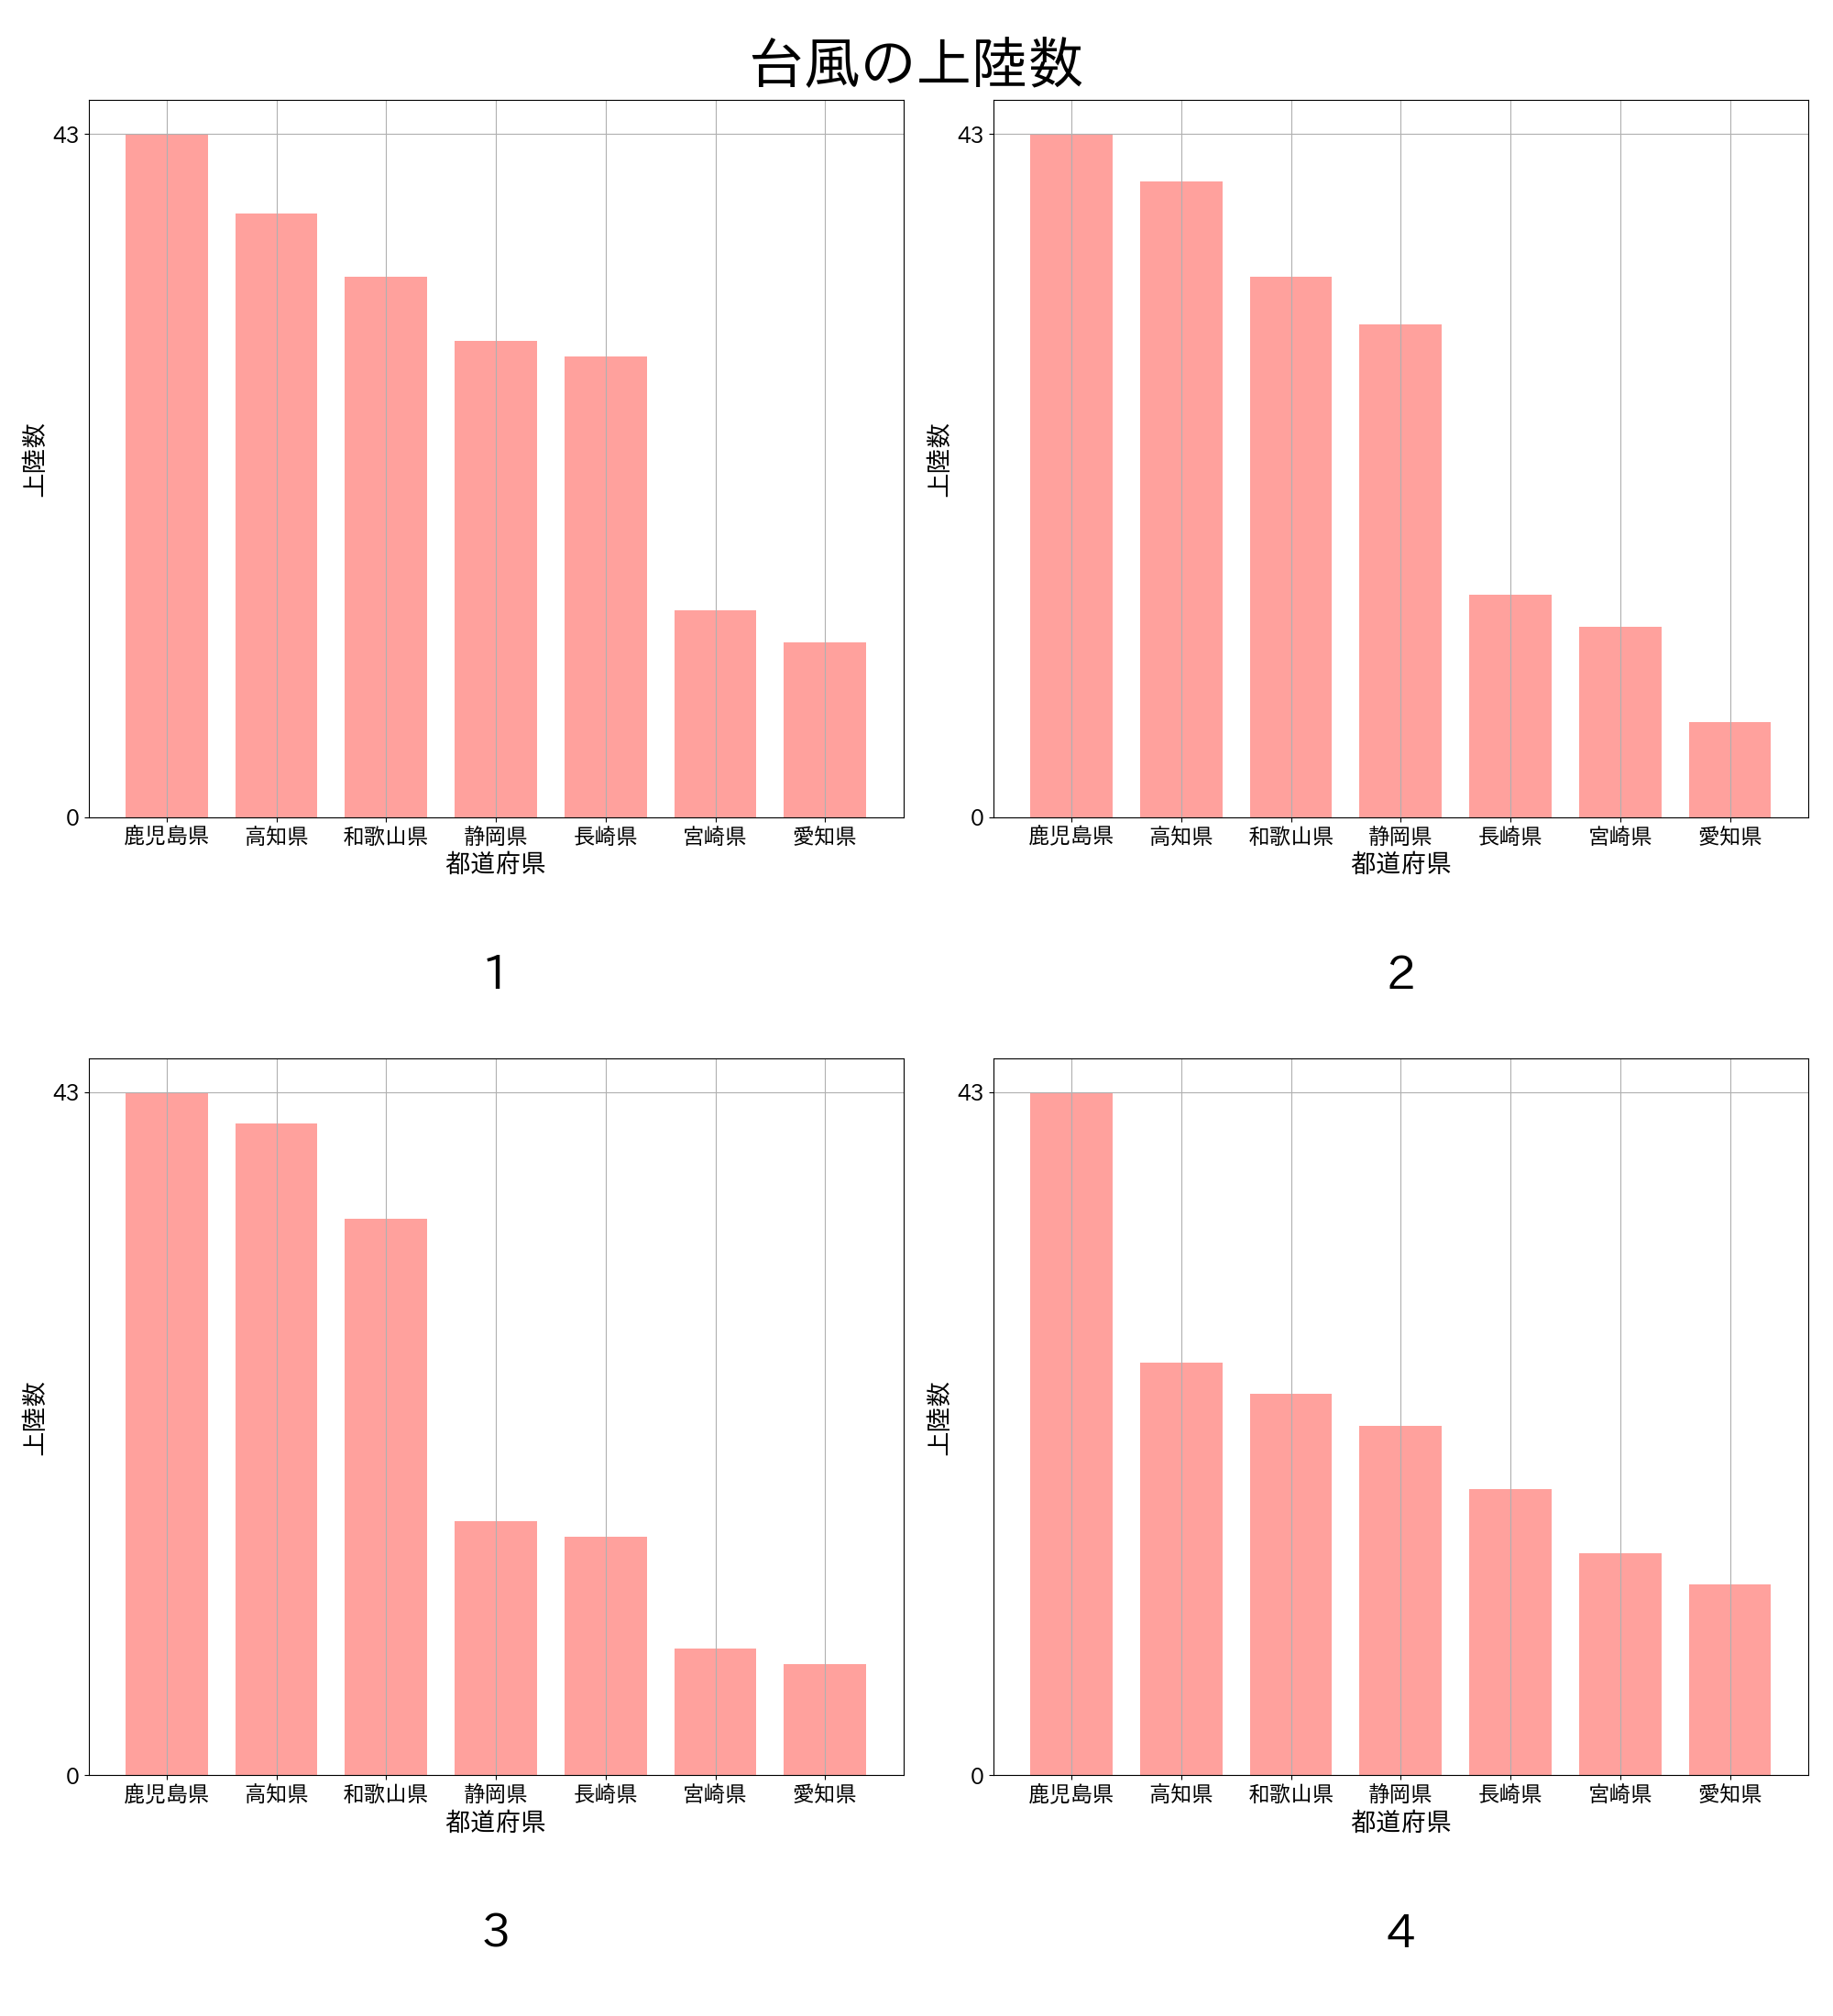 台風の上陸数
43
0
上陸数
鹿児島県 高知県 和歌山県 静岡県 長崎県 宮崎県 愛知県
都道府県
1
43
0
上陸数
鹿児島県 高知県 和歌山県 静岡県 長崎県 宮崎県 愛知県
都道府県
2
43
0
上陸数
鹿児島県 高知県 和歌山県 静岡県 長崎県 宮崎県 愛知県
都道府県
3
43
0
上陸数
鹿児島県 高知県 和歌山県 静岡県 長崎県 宮崎県 愛知県
都道府県
4